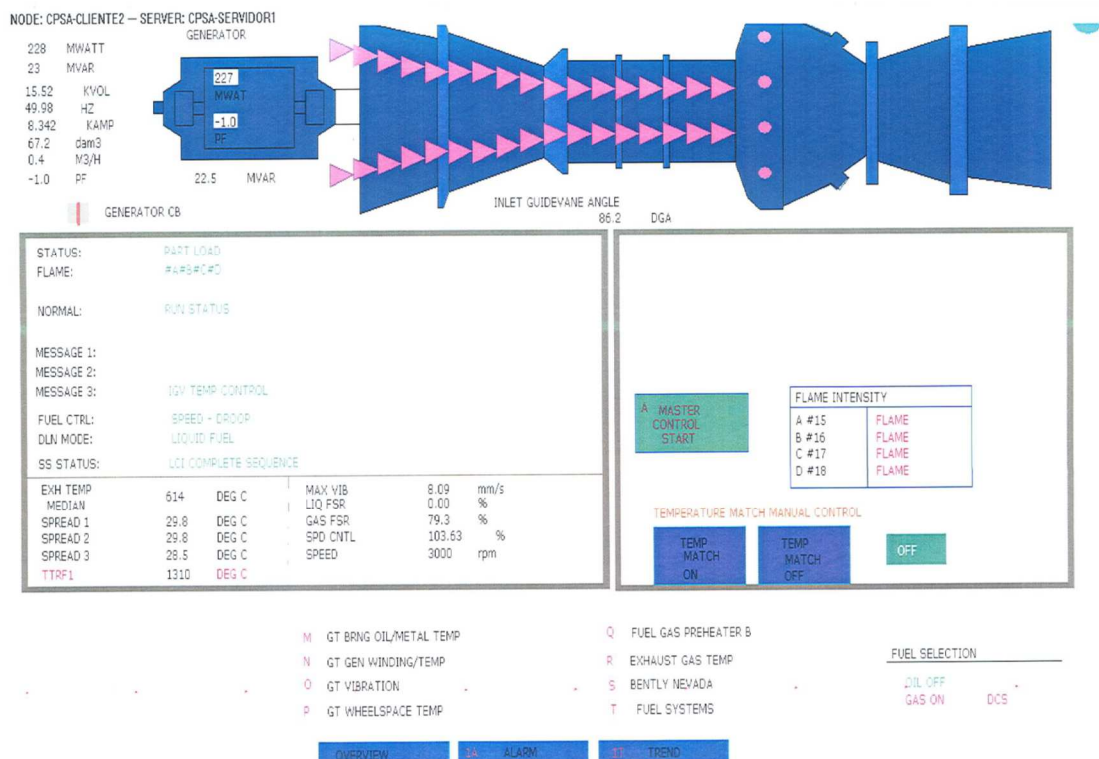 NODE: CPSA-CLIENTE2 – SERVER: CPSA-SERVIDOR1
GENERATOR
228 MWATT
23 MVAR
15.52 KVOL
49.98 HZ
8.342 KAMP
67.2 dam3
0.4 M3/H
-1.0 PF
227
MWAT
-1.0
PF
22.5 MVAR
GENERATOR CB
INLET GUIDEVANE ANGLE
86.2 DGA
STATUS: PART LOAD
FLAME: #A#B#C#D
NORMAL: RUN STATUS
MESSAGE 1:
MESSAGE 2:
MESSAGE 3: IGV TEMP CONTROL
FUEL CTRL: SPEED - DROOP
DLN MODE: LIQUID FUEL
SS STATUS: LCI COMPLETE SEQUENCE
EXH TEMP
MEDIAN 614 DEG C
SPREAD 1 29.8 DEG C
SPREAD 2 29.8 DEG C
SPREAD 3 28.5 DEG C
TTRF1 1310 DEG C
MAX VIB 8.09 mm/s
LIQ FSR 0.00 %
GAS FSR 79.3 %
SPD CNTL 103.63 %
SPEED 3000 rpm
A MASTER
CONTROL
START
FLAME INTENSITY
A #15 FLAME
B #16 FLAME
C #17 FLAME
D #18 FLAME
TEMPERATURE MATCH MANUAL CONTROL
TEMP
MATCH
ON
TEMP
MATCH
OFF
OFF
M GT BRNG OIL/METAL TEMP
N GT GEN WINDING/TEMP
O GT VIBRATION
P GT WHEELSPACE TEMP
Q FUEL GAS PREHEATER B
R EXHAUST GAS TEMP
S BENTLY NEVADA
T FUEL SYSTEMS
FUEL SELECTION
OIL OFF
GAS ON DCS
OVERVIEW
ALARM
TREND